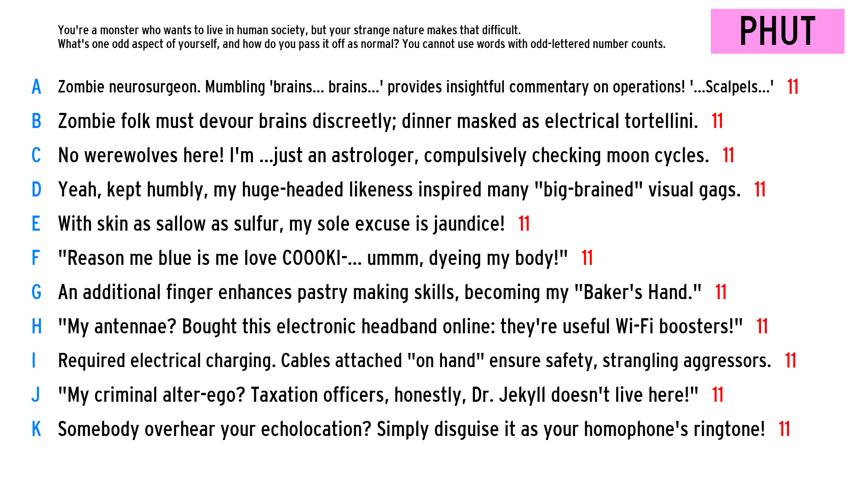 You're a monster who wants to live in human society, but your strange nature makes that difficult.
What's one odd aspect of yourself, and how do you pass it off as normal? You cannot use words with odd-lettered number counts.
PHUT
A Zombie neurosurgeon. Mumbling 'brains... brains...' provides insightful commentary on operations! '...Scalpels...' 11
B Zombie folk must devour brains discreetly; dinner masked as electrical tortellini. 11
C No werewolves here! I'm ...just an astrologer, compulsively checking moon cycles. 11
D Yeah, kept humbly, my huge-headed likeness inspired many "big-brained" visual gags. 11
E With skin as sallow as sulfur, my sole excuse is jaundice! 11
F "Reason me blue is me love COOOKI-... ummm, dyeing my body!" 11
G An additional finger enhances pastry making skills, becoming my "Baker's Hand." 11
H "My antennae? Bought this electronic headband online: they're useful Wi-Fi boosters!" 11
I Required electrical charging. Cables attached "on hand" ensure safety, strangling aggressors. 11
J "My criminal alter-ego? Taxation officers, honestly, Dr. Jekyll doesn't live here!" 11
K Somebody overhear your echolocation? Simply disguise it as your homophone's ringtone! 11